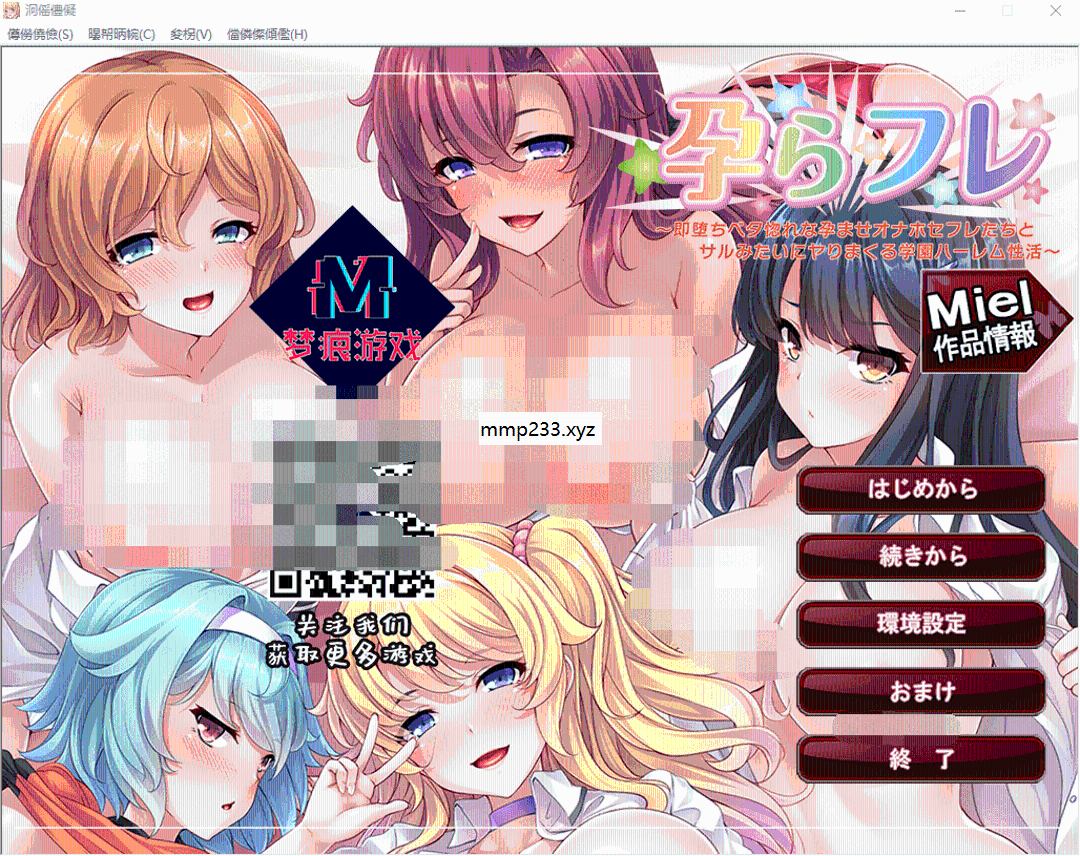 (S) (C) (V) (H)
孕らフレ
～即堕ちベタ惚れな孕ませオナホセフレたちと
サルみたいにヤりまくる学園ハーレム性活～
M
梦痕游戏
Miel
作品情報
mmp233.xyz
はじめから
続きから
環境設定
おまけ
終 了
关注我们
获取更多游戏